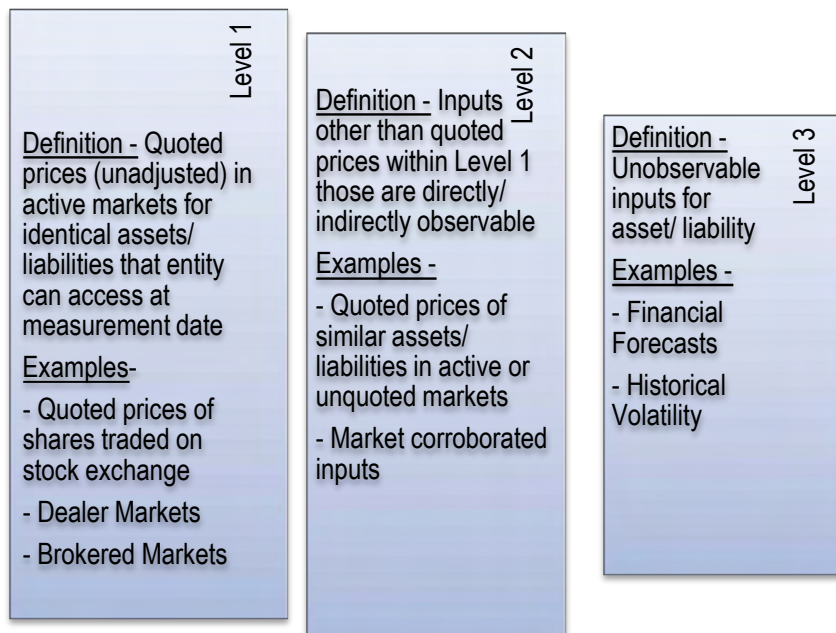 Level 1
Definition - Quoted
prices (unadjusted) in
active markets for
identical assets/
liabilities that entity
can access at
measurement date
Examples-
- Quoted prices of
shares traded on
stock exchange
- Dealer Markets
- Brokered Markets
Level 2
Definition - Inputs
other than quoted
prices within Level 1
those are directly/
indirectly observable
Examples -
- Quoted prices of
similar assets/
liabilities in active or
unquoted markets
- Market corroborated
inputs
Level 3
Definition -
Unobservable
inputs for
asset/ liability
Examples -
- Financial
Forecasts
- Historical
Volatility